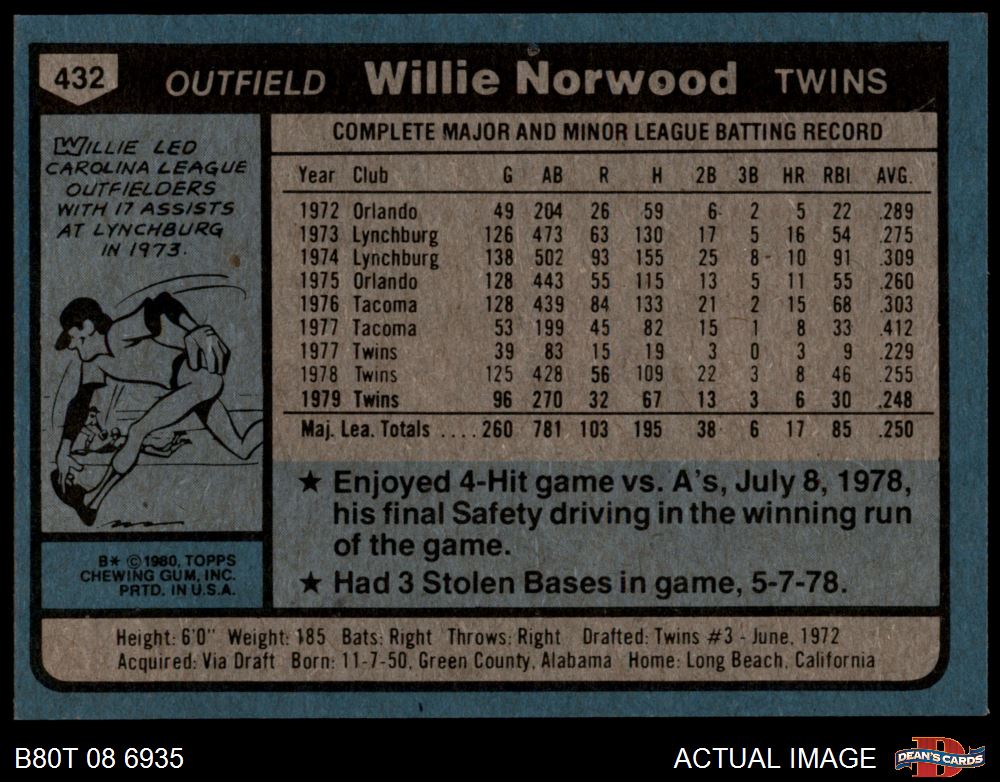 432 OUTFIELD Willie Norwood TWINS
WILLIE LED
CAROLINA LEAGUE
OUTFIELDERS
WITH 17 ASSISTS
AT LYNCHBURG
IN 1973.
COMPLETE MAJOR AND MINOR LEAGUE BATTING RECORD
Year Club G AB R H 2B 3B HR RBI AVG.
1972 Orlando 49 204 26 59 6 2 5 22 .289
1973 Lynchburg 126 473 63 130 17 5 16 54 .275
1974 Lynchburg 138 502 93 155 25 8 10 91 .309
1975 Orlando 128 443 55 115 13 5 11 55 .260
1976 Tacoma 128 439 84 133 21 2 15 68 .303
1977 Tacoma 53 199 45 82 15 1 8 33 .412
1977 Twins 39 83 15 19 3 0 3 9 .229
1978 Twins 125 428 56 109 22 3 8 46 .255
1979 Twins 96 270 32 67 13 3 6 30 .248
Maj. Lea. Totals .... 260 781 103 195 38 6 17 85 .250
★ Enjoyed 4-Hit game vs. A's, July 8, 1978,
his final Safety driving in the winning run
of the game.
★ Had 3 Stolen Bases in game, 5-7-78.
B* © 1980, TOPPS
CHEWING GUM, INC.
PRTD. IN U.S.A.
Height: 6'0" Weight: 185 Bats: Right Throws: Right Drafted: Twins #3 - June, 1972
Acquired: Via Draft Born: 11-7-50, Green County, Alabama Home: Long Beach, California
B80T 08 6935
ACTUAL IMAGE
D
DEAN'S CARDS